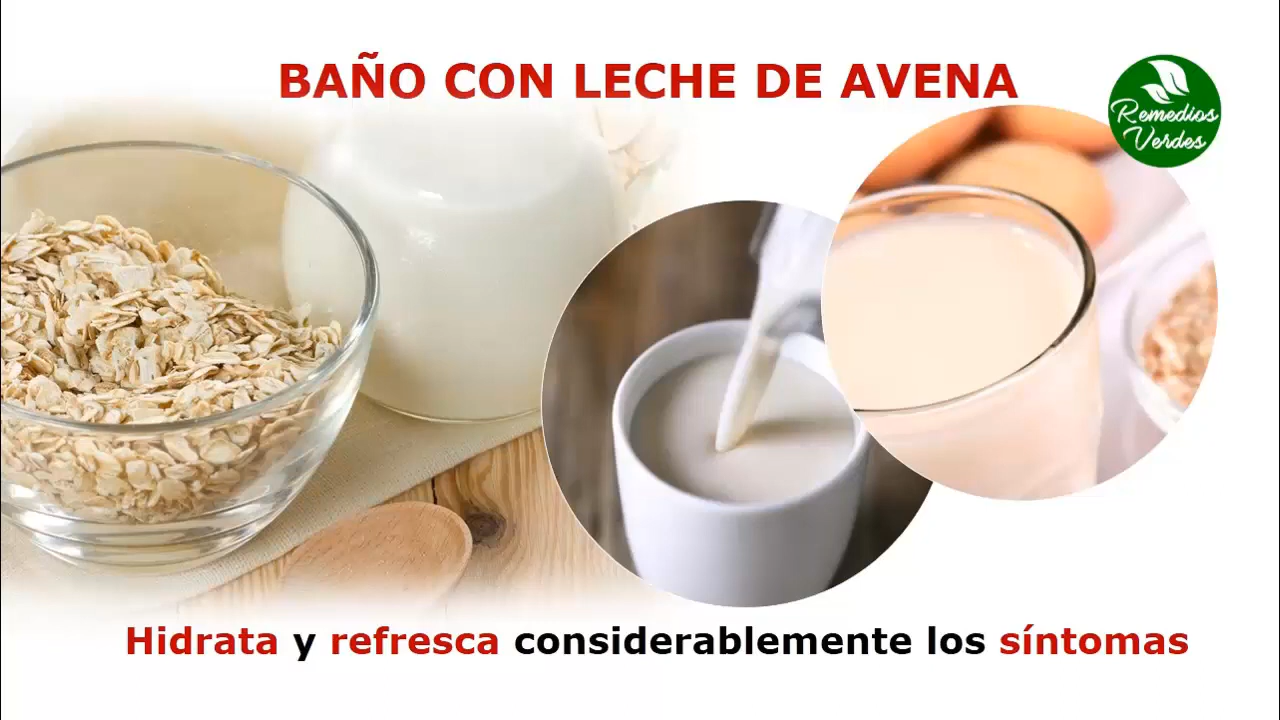 BAÑO CON LECHE DE AVENA
Remedios
Verdes
Hidrata y refresca considerablemente los síntomas